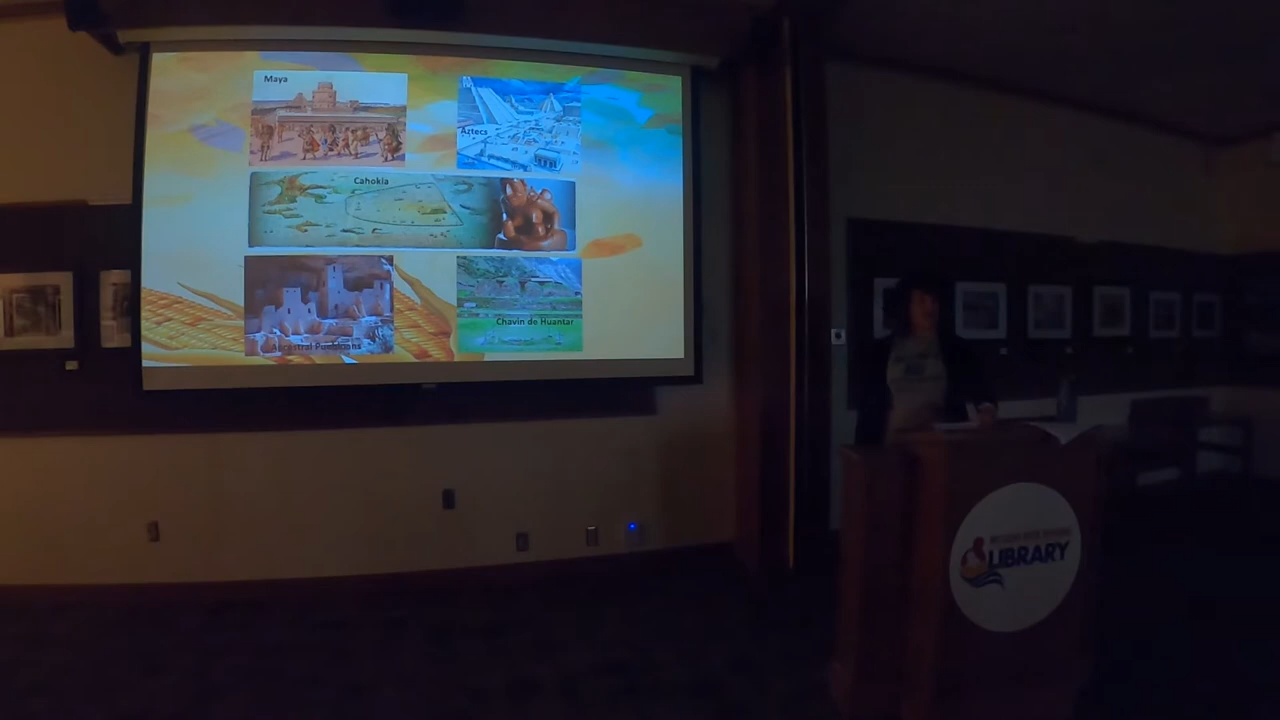 Maya
Aztecs
Cahokia
Ancestral Puebloans
Chavin de Huantar
LIBRARY